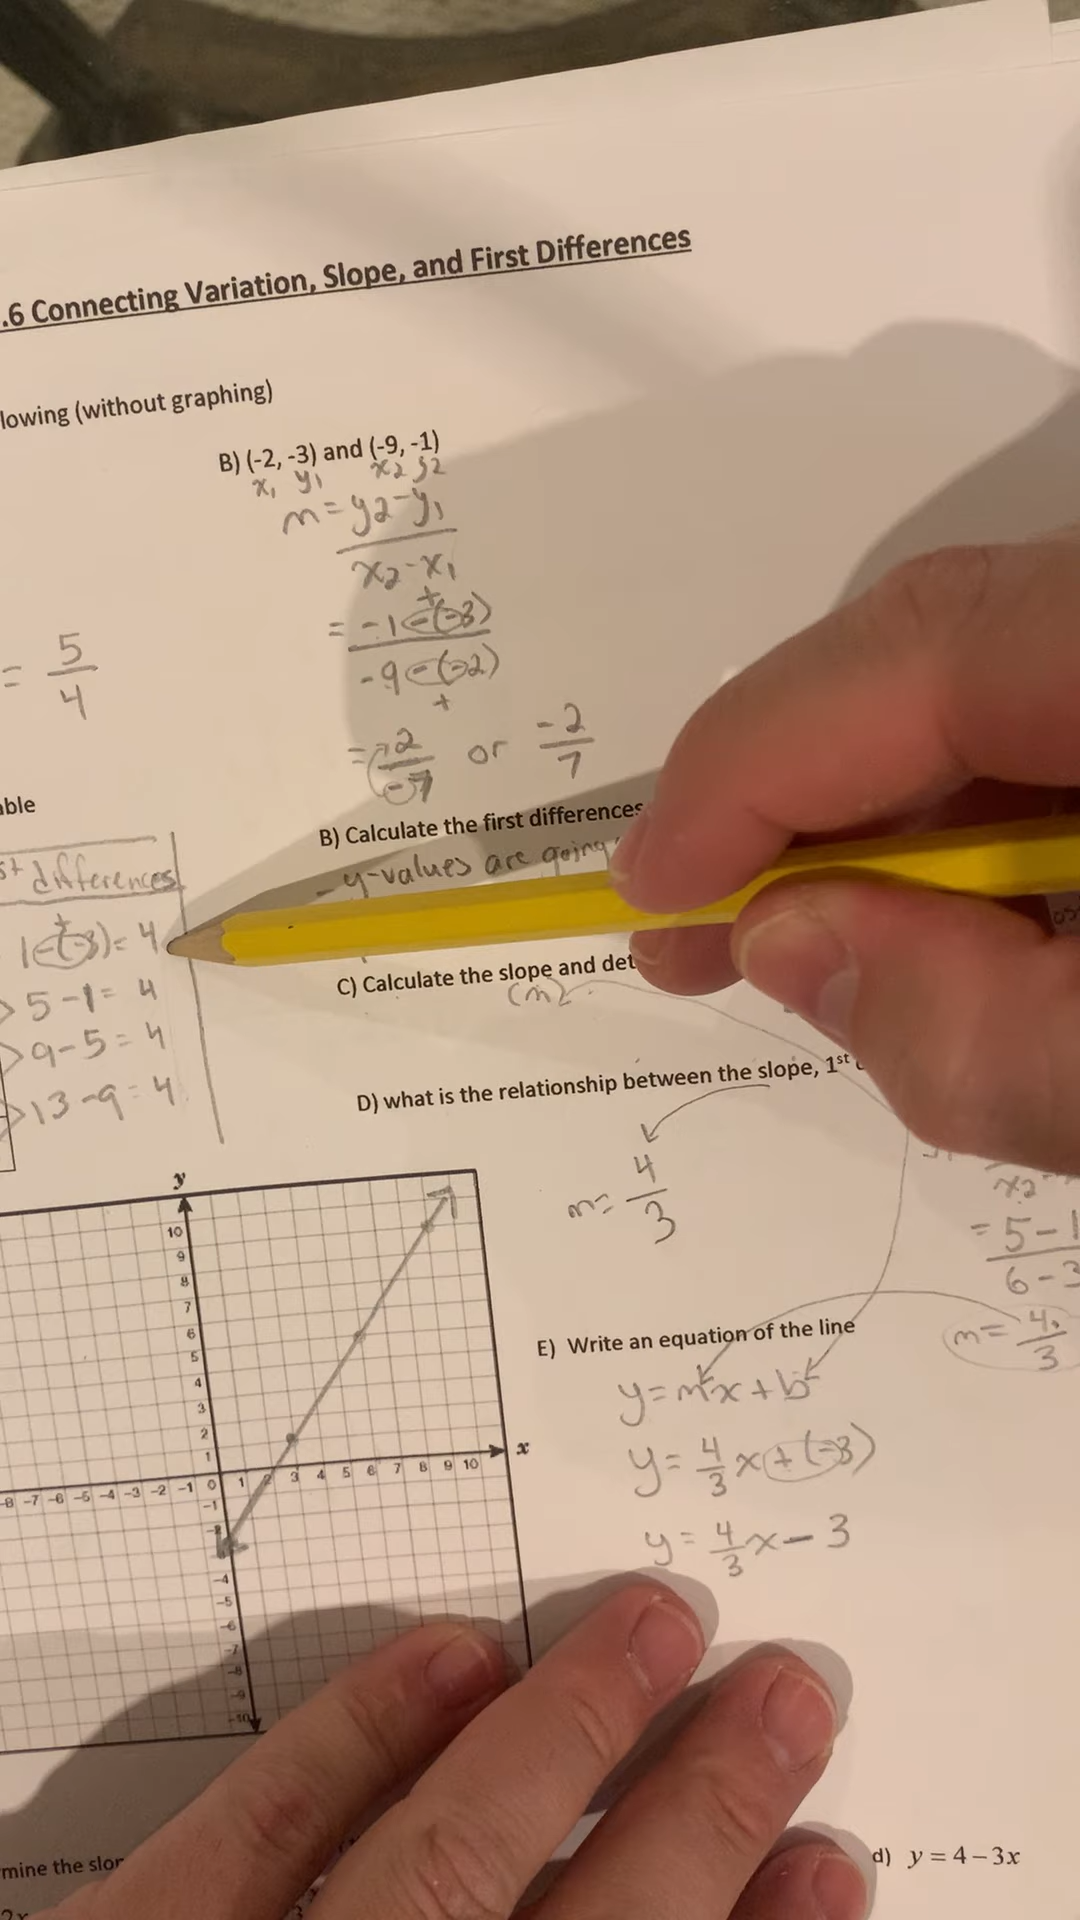 .6 Connecting Variation, Slope, and First Differences
lowing (without graphing)
B) (-2, -3) and (-9, -1)
x₁ y₁ x2 y2
m = y2 - y₁
x2 - x₁
= 5
4
+
= -1 - (-3)
-9 - (-2)
+
= 2 or -2
-7 7
able
st differences
+
1 - (-3) = 4
5 - 1 = 4
9 - 5 = 4
13 - 9 = 4
B) Calculate the first differences
- y-values are going
C) Calculate the slope and det
(m)
D) what is the relationship between the slope, 1st
m = 4
3
x2
= 5 - 1
6 - 3
m = 4
3
y
10
9
8
7
6
5
4
3
2
1
-8 -7 -6 -5 -4 -3 -2 -1 0 1 2 3 4 5 6 7 8 9 10 x
-1
-4
-5
-6
-7
-8
-9
-10
E) Write an equation of the line
y = mx + b
y = 4/3 x + (-3)
y = 4/3 x - 3
mine the slop
d) y = 4 - 3x